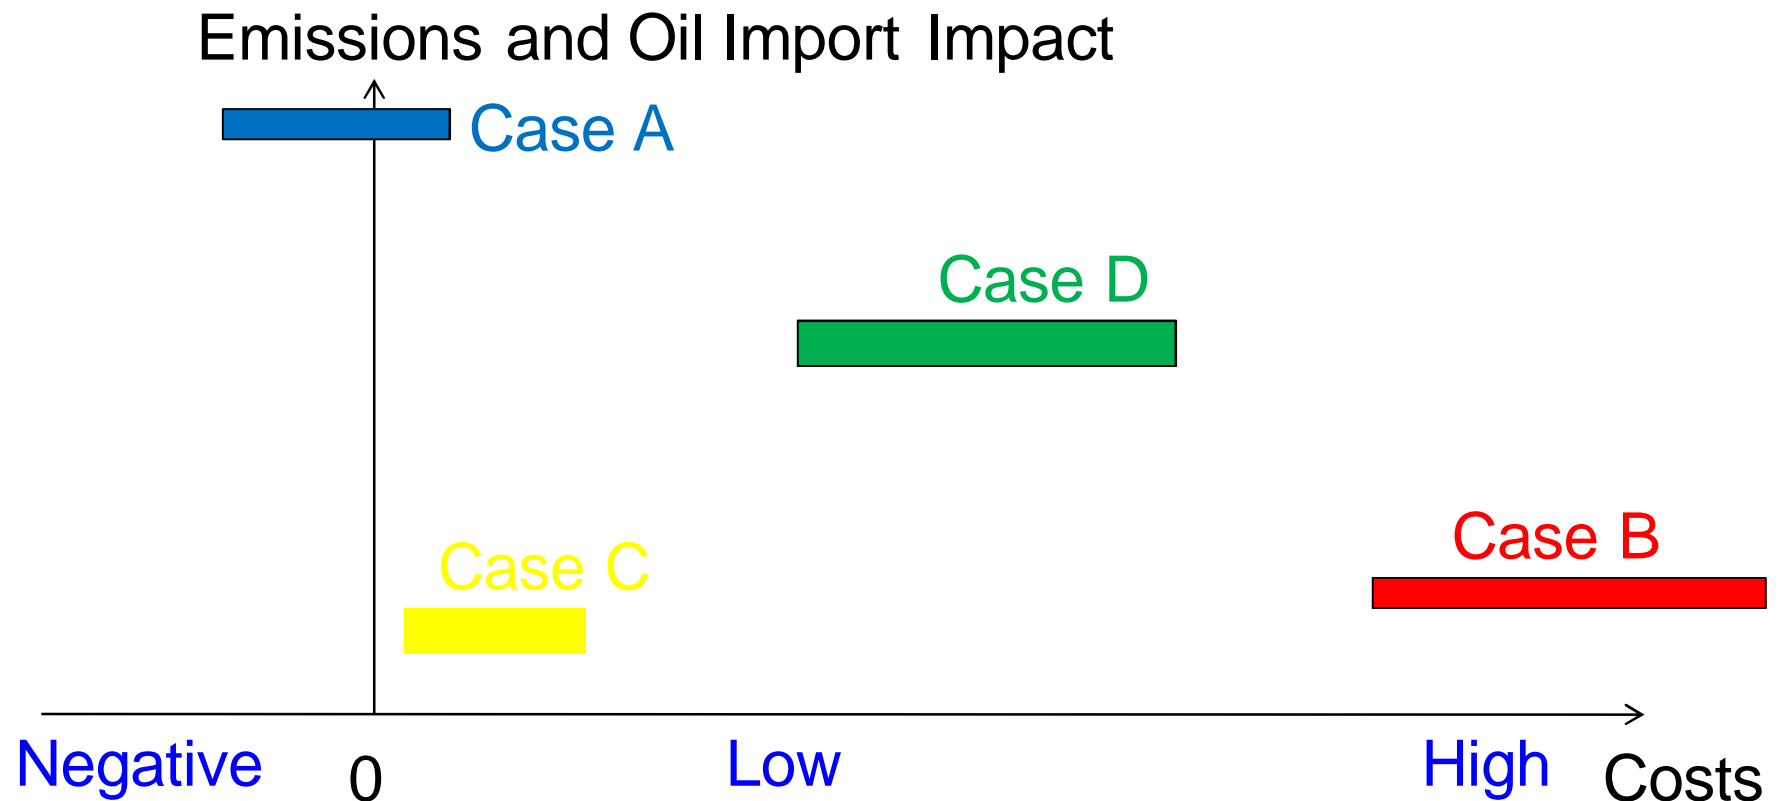 Emissions and Oil Import Impact
Case A
Case D
Case B
Case C
Negative
0
Low
High
Costs